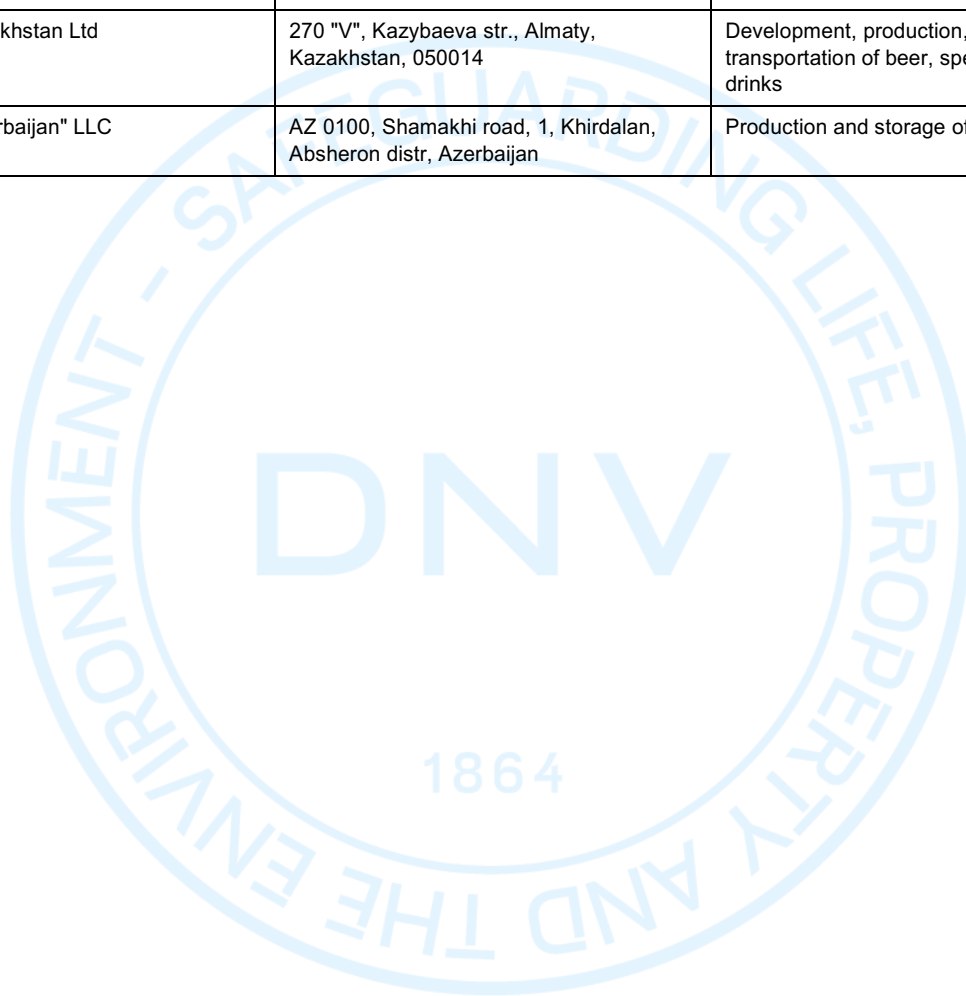 khstan Ltd
270 "V", Kazybaeva str., Almaty,
Kazakhstan, 050014
Development, production,
transportation of beer, spe
drinks
rbaijan" LLC
AZ 0100, Shamakhi road, 1, Khirdalan,
Absheron distr, Azerbaijan
Production and storage of
SAFEGUARDING LIFE, PROPERTY AND THE ENVIRONMENT -
DNV
1864